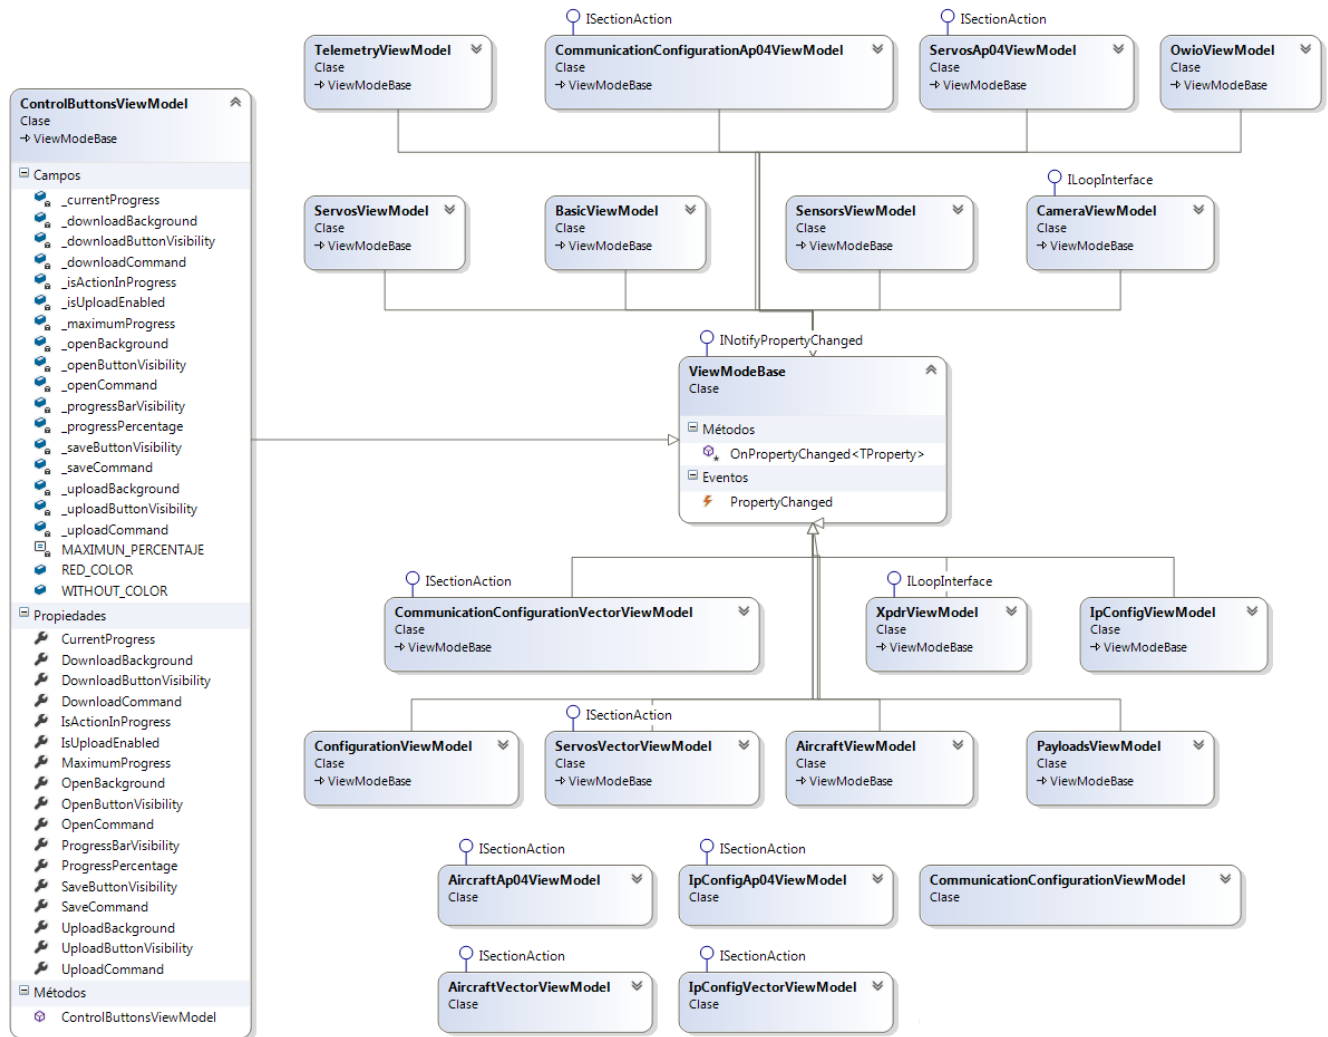 ISectionAction
ISectionAction
TelemetryViewModel
Clase
ViewModeBase
CommunicationConfigurationAp04ViewModel
Clase
ViewModeBase
ServosAp04ViewModel
Clase
ViewModeBase
OwioViewModel
Clase
ViewModeBase
ControlButtonsViewModel
Clase
ViewModeBase
Campos
_currentProgress
_downloadBackground
_downloadButtonVisibility
_downloadCommand
_isActionInProgress
_isUploadEnabled
_maximumProgress
_openBackground
_openButtonVisibility
_openCommand
_progressBarVisibility
_progressPercentage
_saveButtonVisibility
_saveCommand
_uploadBackground
_uploadButtonVisibility
_uploadCommand
MAXIMUN_PERCENTAJE
RED_COLOR
WITHOUT_COLOR
Propiedades
CurrentProgress
DownloadBackground
DownloadButtonVisibility
DownloadCommand
IsActionInProgress
IsUploadEnabled
MaximumProgress
OpenBackground
OpenButtonVisibility
OpenCommand
ProgressBarVisibility
ProgressPercentage
SaveButtonVisibility
SaveCommand
UploadBackground
UploadButtonVisibility
UploadCommand
Métodos
ControlButtonsViewModel
ILoopInterface
ServosViewModel
Clase
ViewModeBase
BasicViewModel
Clase
ViewModeBase
SensorsViewModel
Clase
ViewModeBase
CameraViewModel
Clase
ViewModeBase
INotifyPropertyChanged
ViewModeBase
Clase
Métodos
OnPropertyChanged<TProperty>
Eventos
PropertyChanged
ISectionAction
ILoopInterface
CommunicationConfigurationVectorViewModel
Clase
ViewModeBase
XpdrViewModel
Clase
ViewModeBase
IpConfigViewModel
Clase
ViewModeBase
ISectionAction
ConfigurationViewModel
Clase
ViewModeBase
ServosVectorViewModel
Clase
ViewModeBase
AircraftViewModel
Clase
ViewModeBase
PayloadsViewModel
Clase
ViewModeBase
ISectionAction
ISectionAction
AircraftAp04ViewModel
Clase
IpConfigAp04ViewModel
Clase
CommunicationConfigurationViewModel
Clase
ISectionAction
ISectionAction
AircraftVectorViewModel
Clase
IpConfigVectorViewModel
Clase